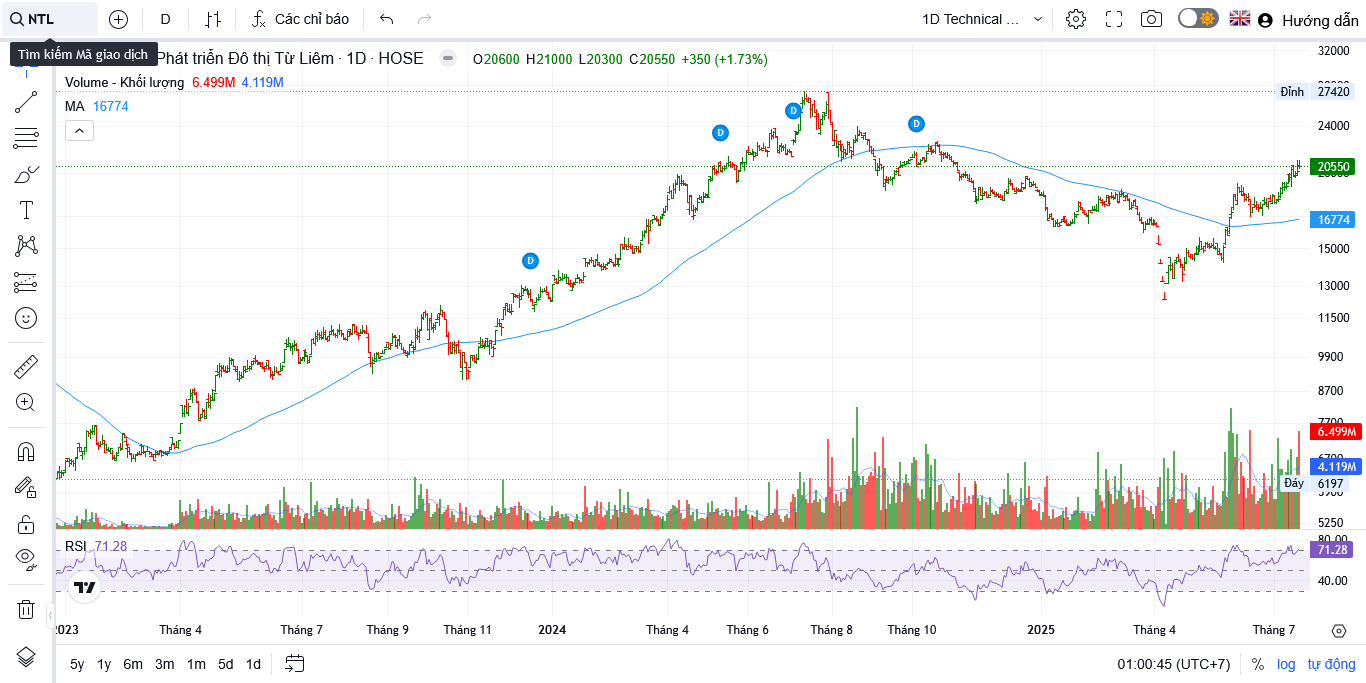 NTL
D
Các chỉ báo
1D Technical ...
Hướng dẫn
Tìm kiếm Mã giao dịch
Phát triển Đô thị Từ Liêm · 1D · HOSE
O20600 H21000 L20300 C20550 +350 (+1.73%)
Volume - Khối lượng 6.499M 4.119M
MA 16774
32000
Đỉnh 27420
24000
20550
16774
15000
13000
11500
9900
8700
7700
6.499M
4.119M
Đáy 6197
5250
D
D
D
D
RSI 71.28
80.00
71.28
40.00
2023
Tháng 4
Tháng 7
Tháng 9
Tháng 11
2024
Tháng 4
Tháng 6
Tháng 8
Tháng 10
2025
Tháng 4
Tháng 7
5y 1y 6m 3m 1m 5d 1d
01:00:45 (UTC+7)
% log tự động